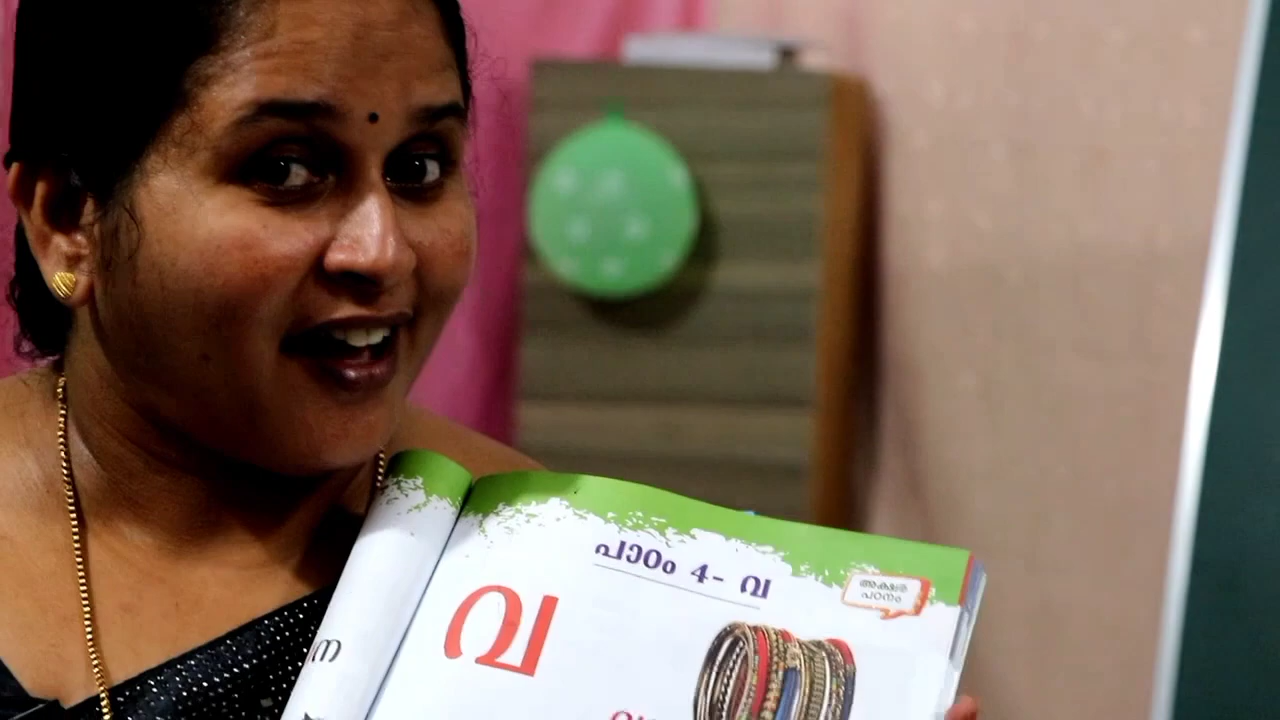 പാഠം 4- വ
അക്ഷര
പഠനം
വ
ന